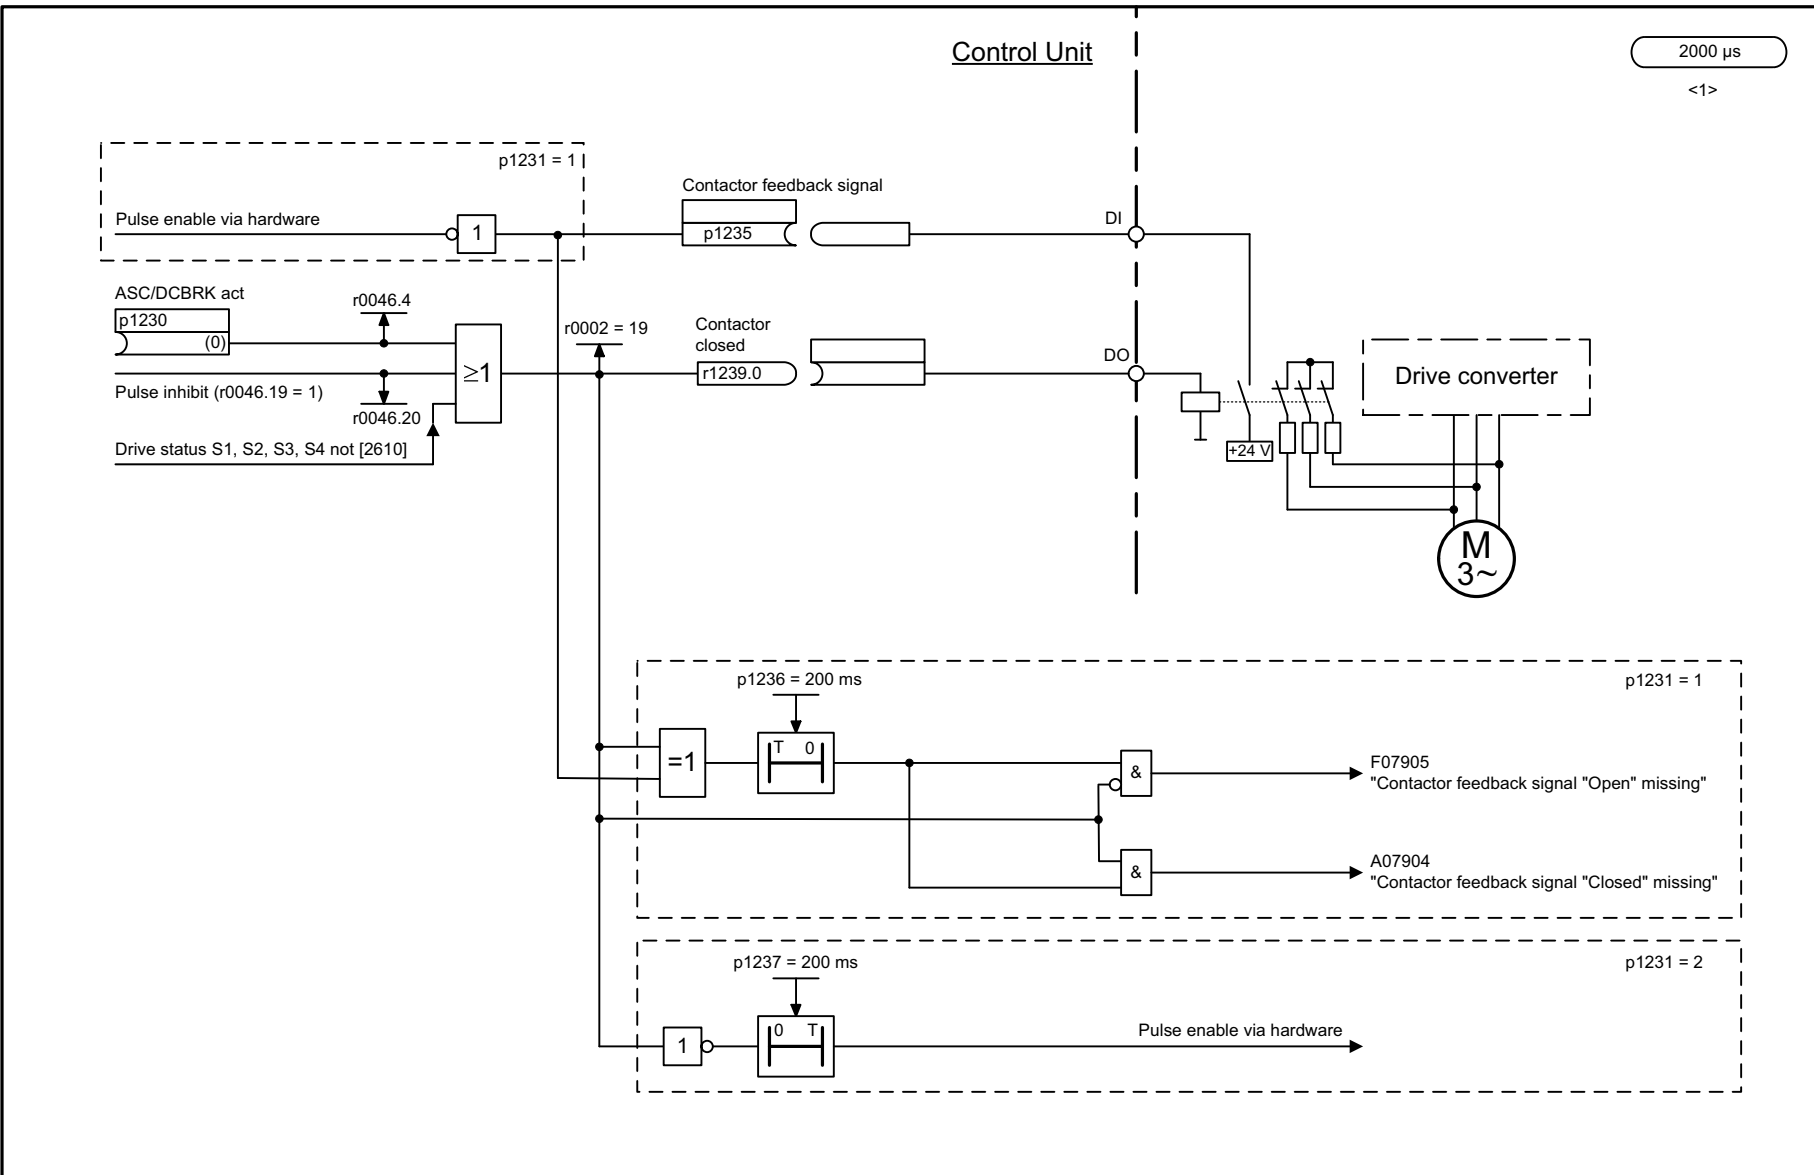 Control Unit
2000 µs
<1>
p1231 = 1
Pulse enable via hardware
1
Contactor feedback signal
p1235
DI
ASC/DCBRK act
p1230
(0)
r0046.4
≥1
r0002 = 19
Contactor
closed
r1239.0
DO
Pulse inhibit (r0046.19 = 1)
r0046.20
Drive status S1, S2, S3, S4 not [2610]
Drive converter
+24 V
M
3~
p1236 = 200 ms
p1231 = 1
=1
T 0
&
F07905
"Contactor feedback signal "Open" missing"
&
A07904
"Contactor feedback signal "Closed" missing"
p1237 = 200 ms
p1231 = 2
1
0 T
Pulse enable via hardware